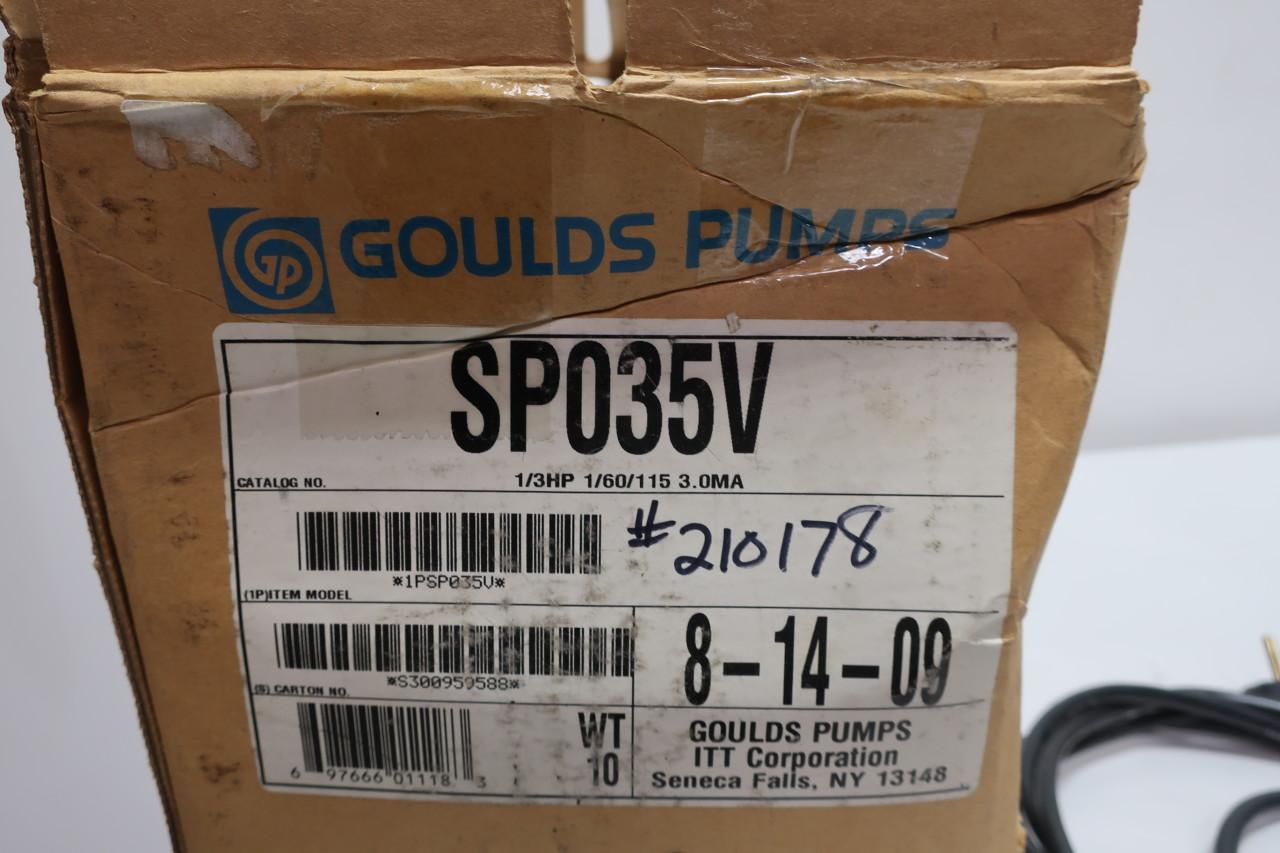 GP GOULDS PUMPS
SP035V
CATALOG NO. 1/3HP 1/60/115 3.0MA
*1PSP035V* #210178
(1P)ITEM MODEL
*S300959588*
(S) CARTON NO.
8-14-09
6 97666 01118 3
WT
10
GOULDS PUMPS
ITT Corporation
Seneca Falls, NY 13148